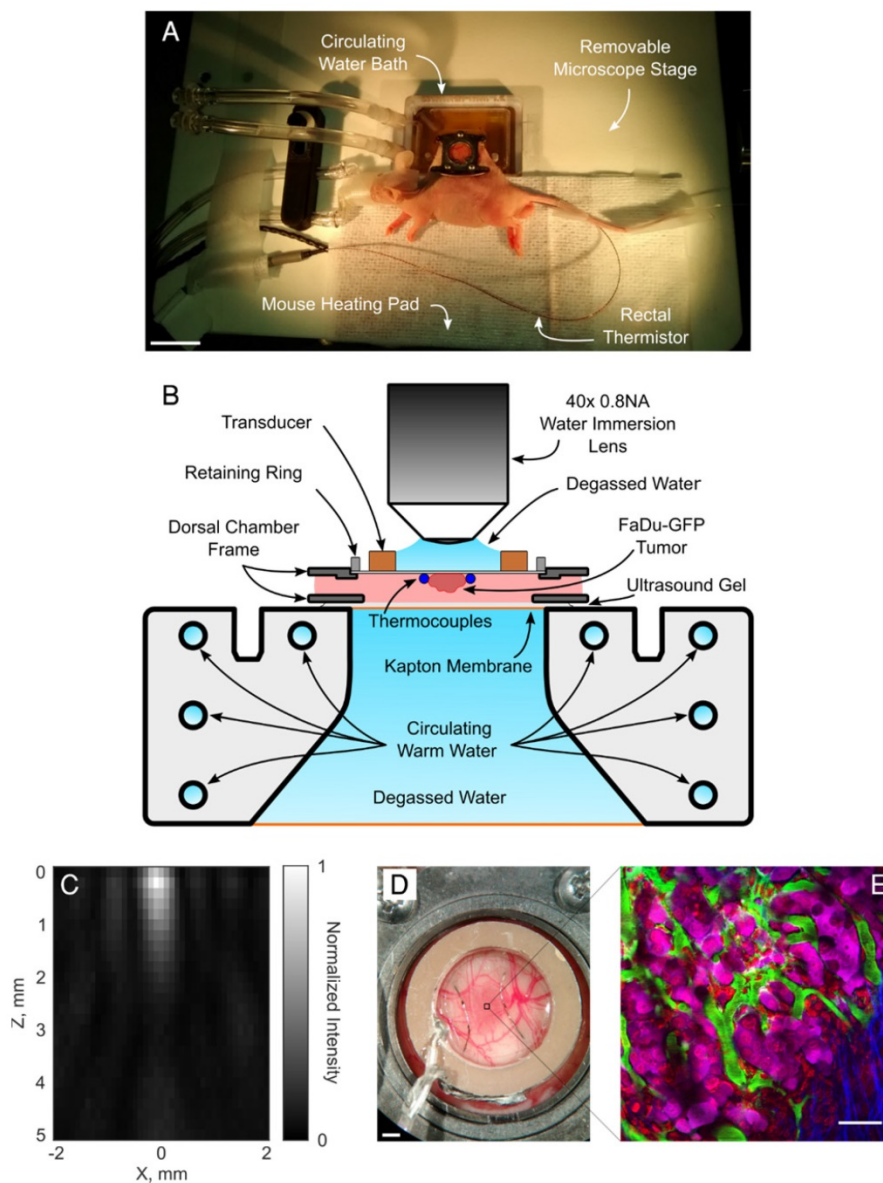 A
Circulating
Water Bath
Removable
Microscope Stage
Mouse Heating Pad
Rectal
Thermistor
B
Transducer
Retaining Ring
Dorsal Chamber
Frame
40x 0.8NA
Water Immersion
Lens
Degassed Water
FaDu-GFP
Tumor
Ultrasound Gel
Thermocouples
Kapton Membrane
Circulating
Warm Water
Degassed Water
C
0
1
2
3
4
5
Z, mm
-2
0
2
X, mm
1
0
Normalized Intensity
D
E